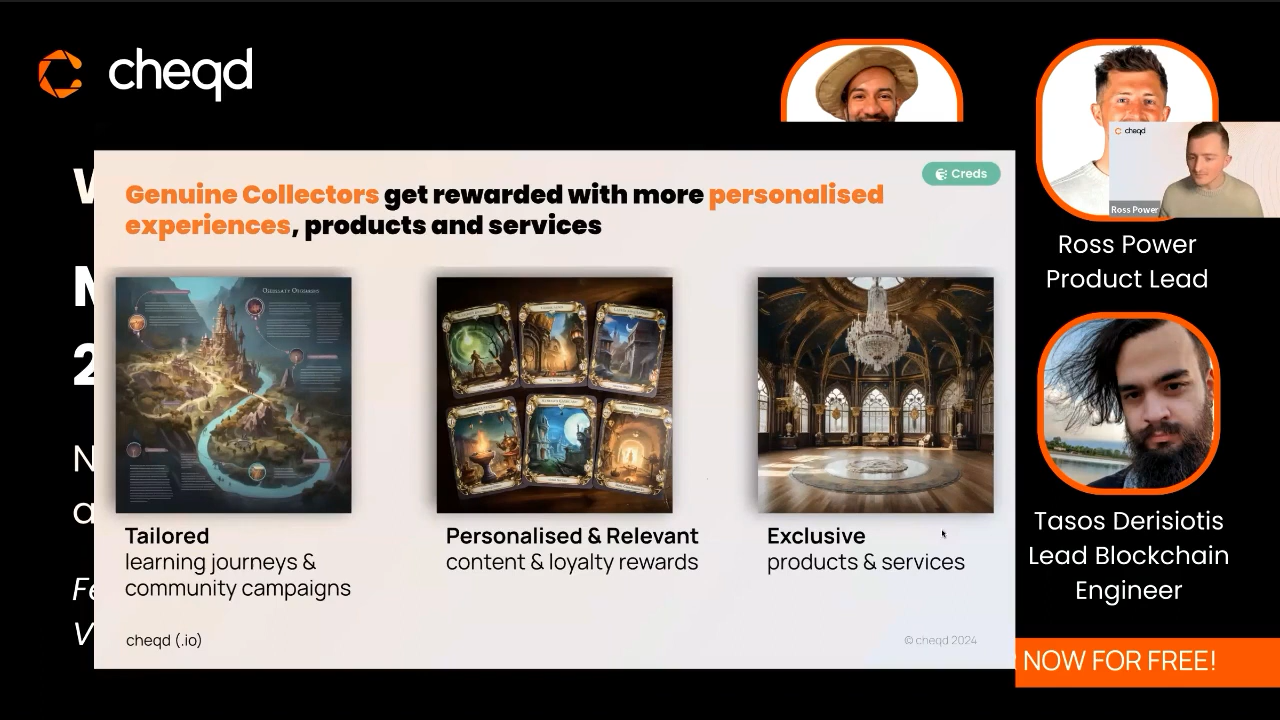 cheqd
W
M
2
N
a
Fe
V
Creds
Genuine Collectors get rewarded with more personalised
experiences, products and services
Tailored
learning journeys &
community campaigns
Personalised & Relevant
content & loyalty rewards
Exclusive
products & services
cheqd (.io)
© cheqd 2024
cheqd
Ross Power
Ross Power
Product Lead
Tasos Derisiotis
Lead Blockchain
Engineer
NOW FOR FREE!